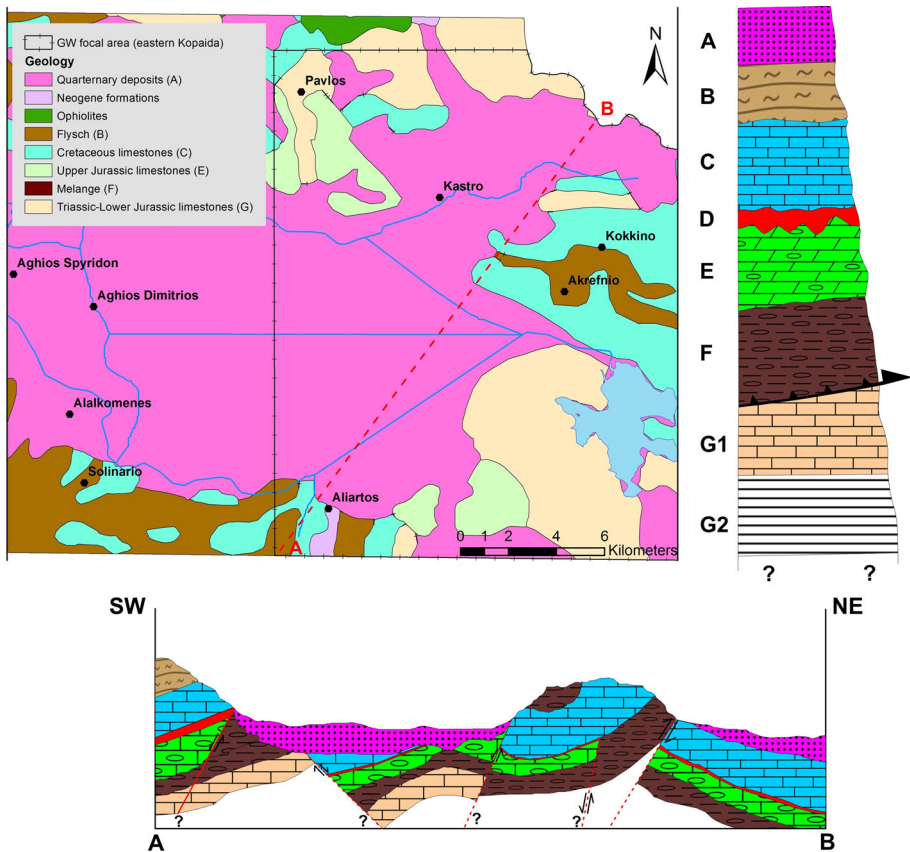 GW focal area (eastern Kopaida)
Geology
Quarternary deposits (A)
Neogene formations
Ophiolites
Flysch (B)
Cretaceous limestones (C)
Upper Jurassic limestones (E)
Melange (F)
Triassic-Lower Jurassic limestones (G)
N
Pavlos
B
Kastro
Kokkino
Aghios Spyridon
Akrefnio
Aghios Dimitrios
Alalkomenes
Solinario
Aliartos
A
0 1 2 4 6
Kilometers
A
B
C
D
E
F
G1
G2
? ?
SW NE
? ? ? ?
A B